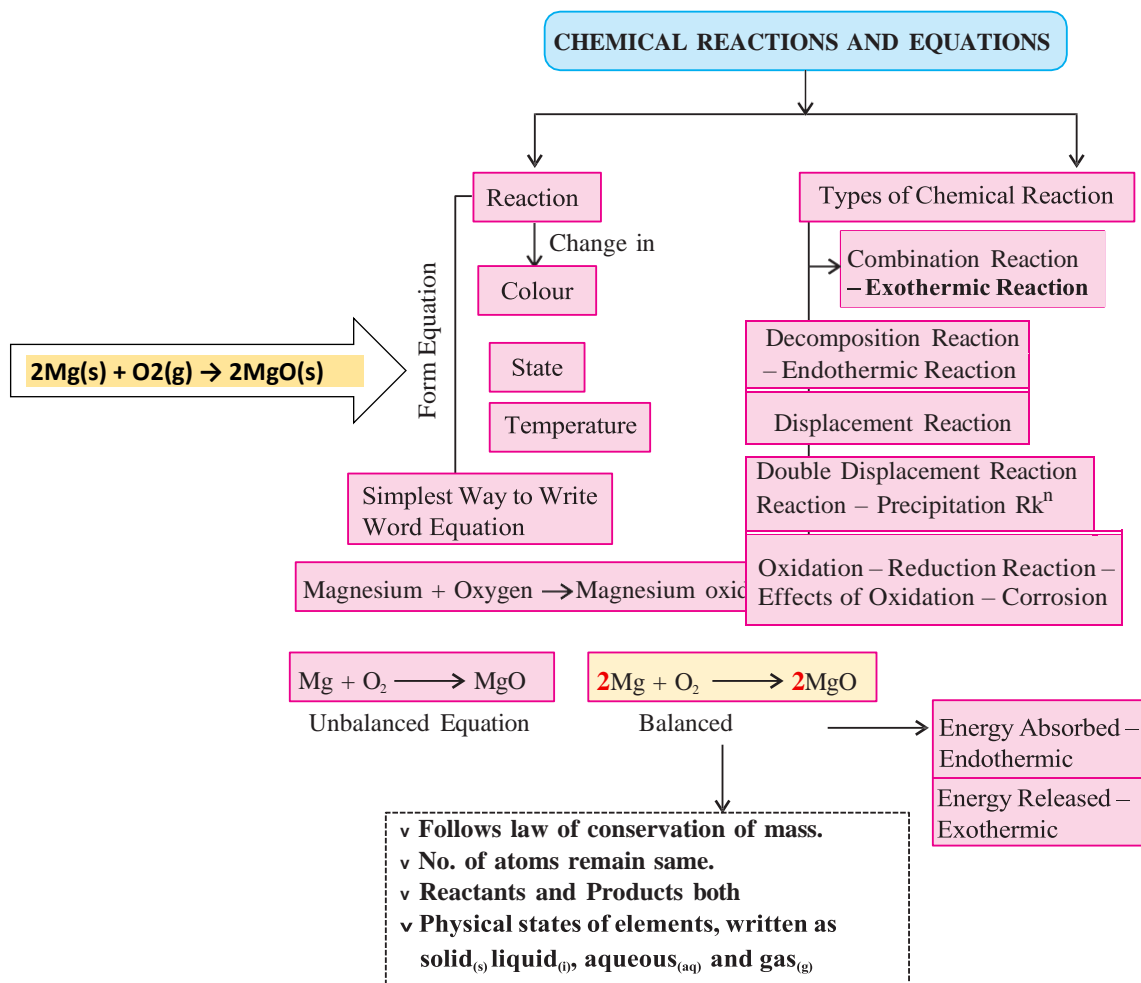 CHEMICAL REACTIONS AND EQUATIONS
Reaction
Change in
Colour
State
Temperature
Form Equation
2Mg(s) + O2(g) → 2MgO(s)
Simplest Way to Write
Word Equation
Magnesium + Oxygen → Magnesium oxid
Types of Chemical Reaction
Combination Reaction
– Exothermic Reaction
Decomposition Reaction
– Endothermic Reaction
Displacement Reaction
Double Displacement Reaction
Reaction – Precipitation Rkⁿ
Oxidation – Reduction Reaction –
Effects of Oxidation – Corrosion
Mg + O₂ → MgO
Unbalanced Equation
2Mg + O₂ → 2MgO
Balanced
Energy Absorbed –
Endothermic
Energy Released –
Exothermic
v Follows law of conservation of mass.
v No. of atoms remain same.
v Reactants and Products both
v Physical states of elements, written as
solid(s) liquid(i), aqueous(aq) and gas(g)